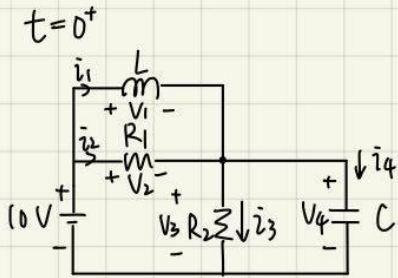 t=0⁺
i₁ L
+ V₁ -
i₂ R₁
+ V₂ -
i₄
10V + -
+ V₃ - R₂ i₃
+ V₄ - C